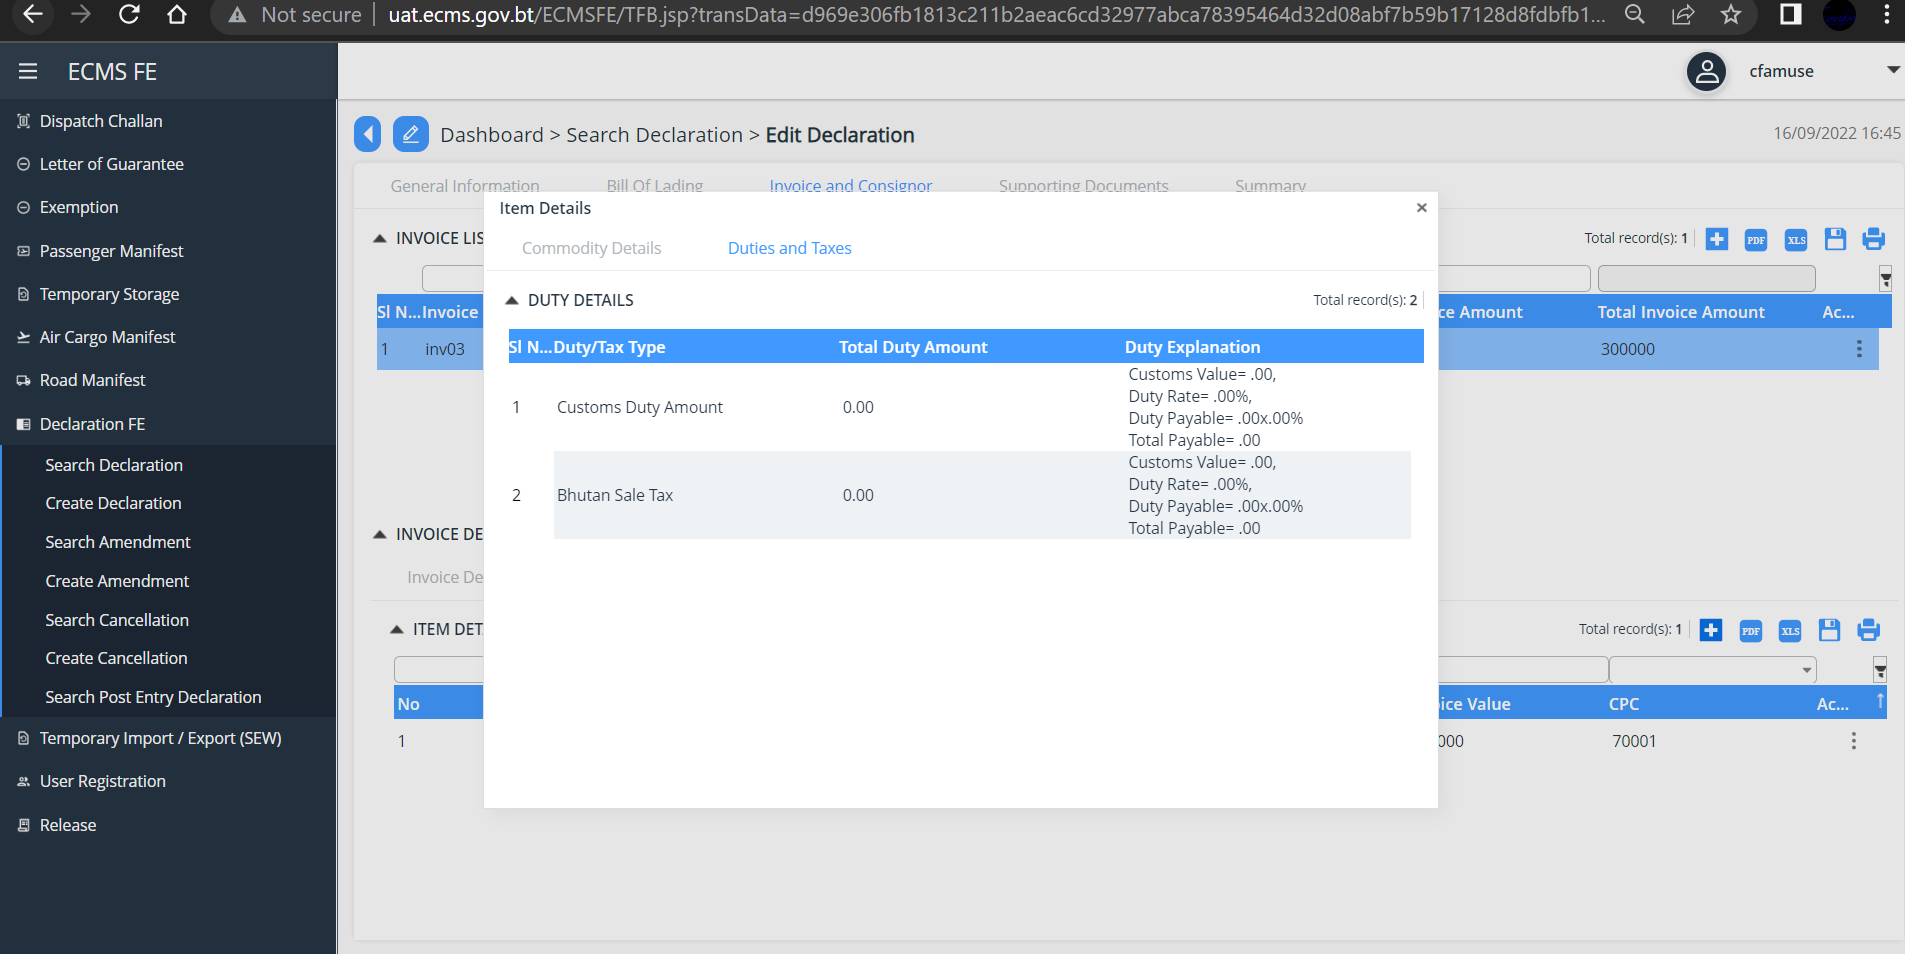 Not secure
uat.ecms.gov.bt/ECMSFE/TFB.jsp?transData=d969e306fb1813c211b2aeac6cd32977abca78395464d32d08abf7b59b17128d8fdbfb1...
ECMS FE
cfamuse
Dispatch Challan
Letter of Guarantee
Exemption
Passenger Manifest
Temporary Storage
Air Cargo Manifest
Road Manifest
Declaration FE
Search Declaration
Create Declaration
Search Amendment
Create Amendment
Search Cancellation
Create Cancellation
Search Post Entry Declaration
Temporary Import / Export (SEW)
User Registration
Release
Dashboard > Search Declaration > Edit Declaration
16/09/2022 16:45
General Information Bill Of Lading Invoice and Consignor Supporting Documents Summary
INVOICE LIS
Total record(s): 1
PDF
XLS
Sl N... Invoice
ce Amount
Total Invoice Amount
Ac...
1
inv03
300000
Item Details
×
Commodity Details
Duties and Taxes
DUTY DETAILS
Total record(s): 2
Sl N... Duty/Tax Type
Total Duty Amount
Duty Explanation
1
Customs Duty Amount
0.00
Customs Value= .00,
Duty Rate= .00%,
Duty Payable= .00x.00%
Total Payable= .00
2
Bhutan Sale Tax
0.00
Customs Value= .00,
Duty Rate= .00%,
Duty Payable= .00x.00%
Total Payable= .00
INVOICE DE
Invoice De
ITEM DET
Total record(s): 1
PDF
XLS
No
ice Value
CPC
Ac...
1
000
70001